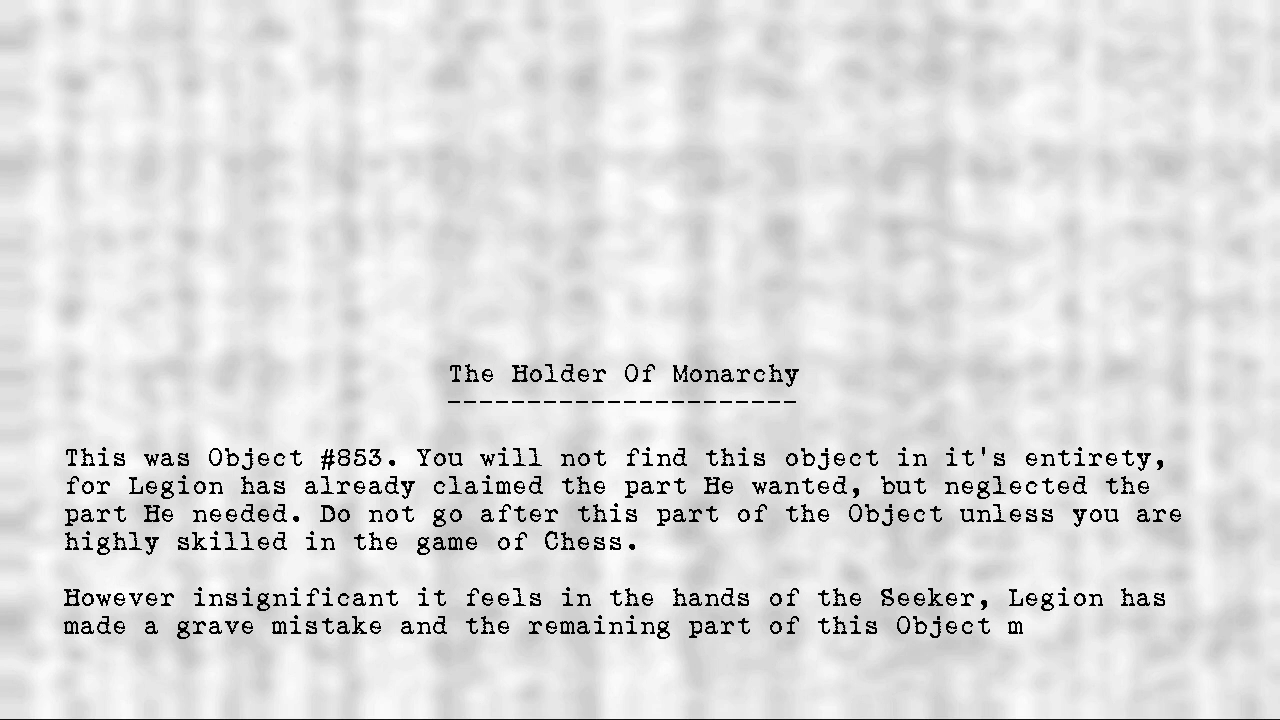 The Holder Of Monarchy
----------------------
This was Object #853. You will not find this object in it's entirety,
for Legion has already claimed the part He wanted, but neglected the
part He needed. Do not go after this part of the Object unless you are
highly skilled in the game of Chess.
However insignificant it feels in the hands of the Seeker, Legion has
made a grave mistake and the remaining part of this Object m